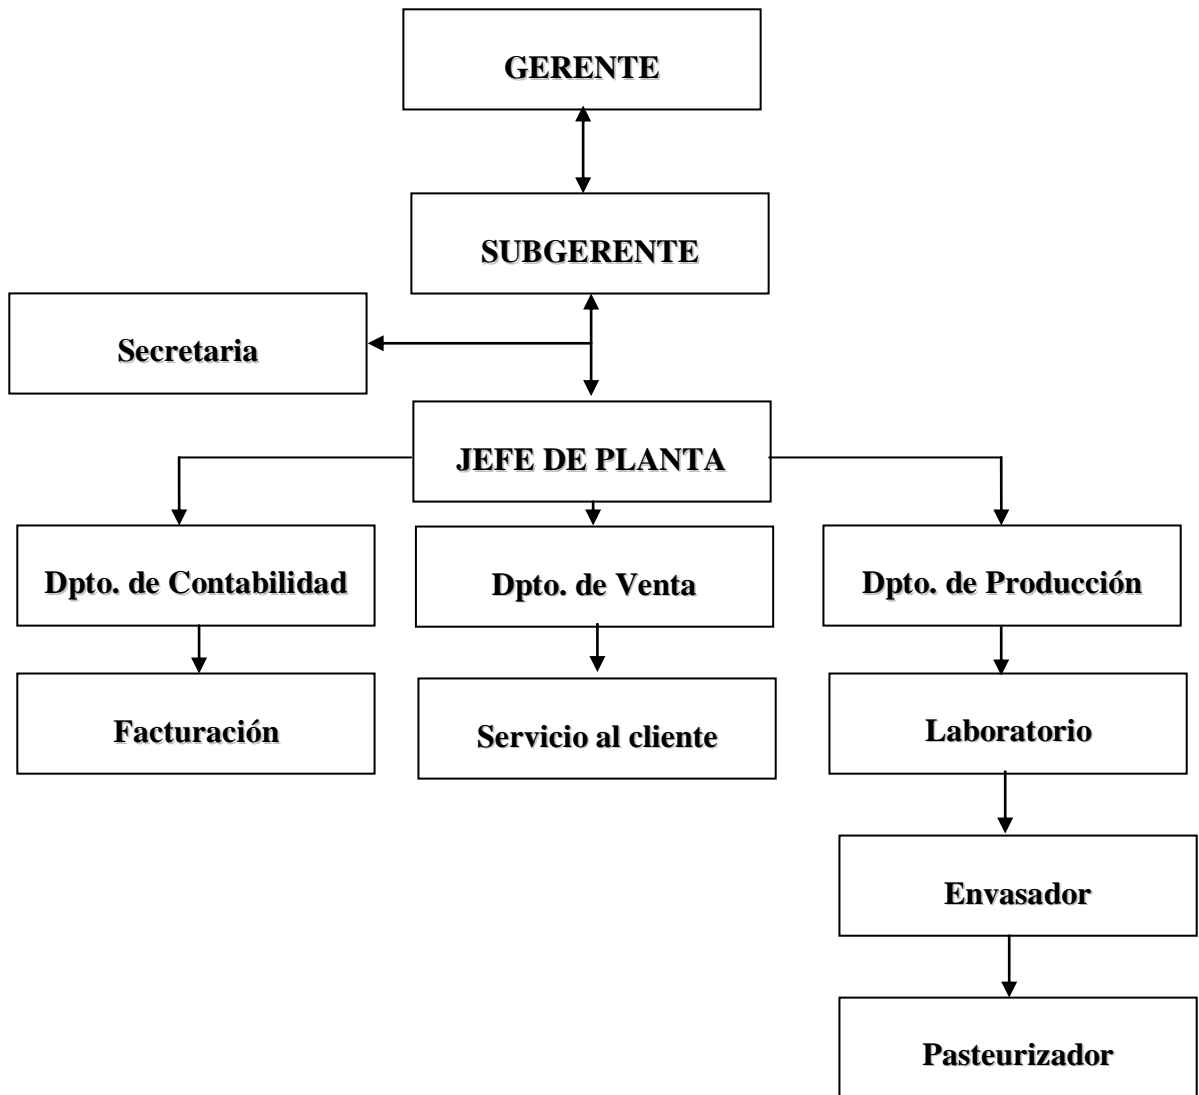 GERENTE
SUBGERENTE
Secretaria
JEFE DE PLANTA
Dpto. de Contabilidad
Dpto. de Venta
Dpto. de Producción
Facturación
Servicio al cliente
Laboratorio
Envasador
Pasteurizador